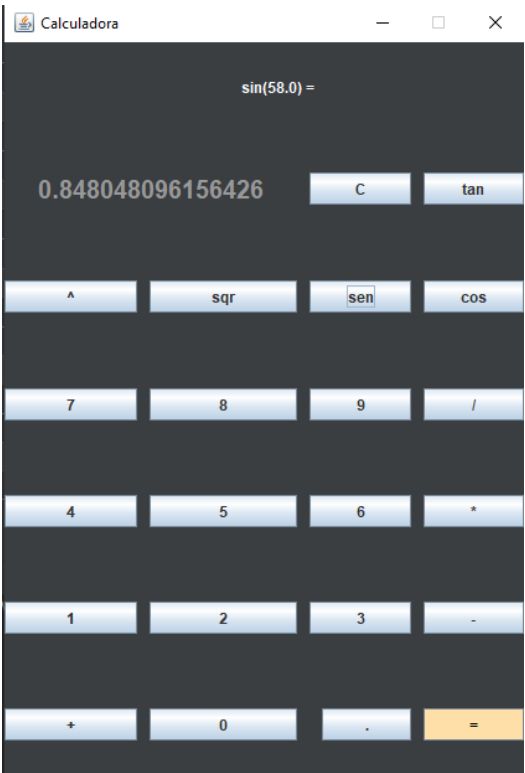 Calculadora
sin(58.0) =
0.848048096156426
C tan
^ sqr sen cos
7 8 9 /
4 5 6 *
1 2 3 -
+ 0 . =